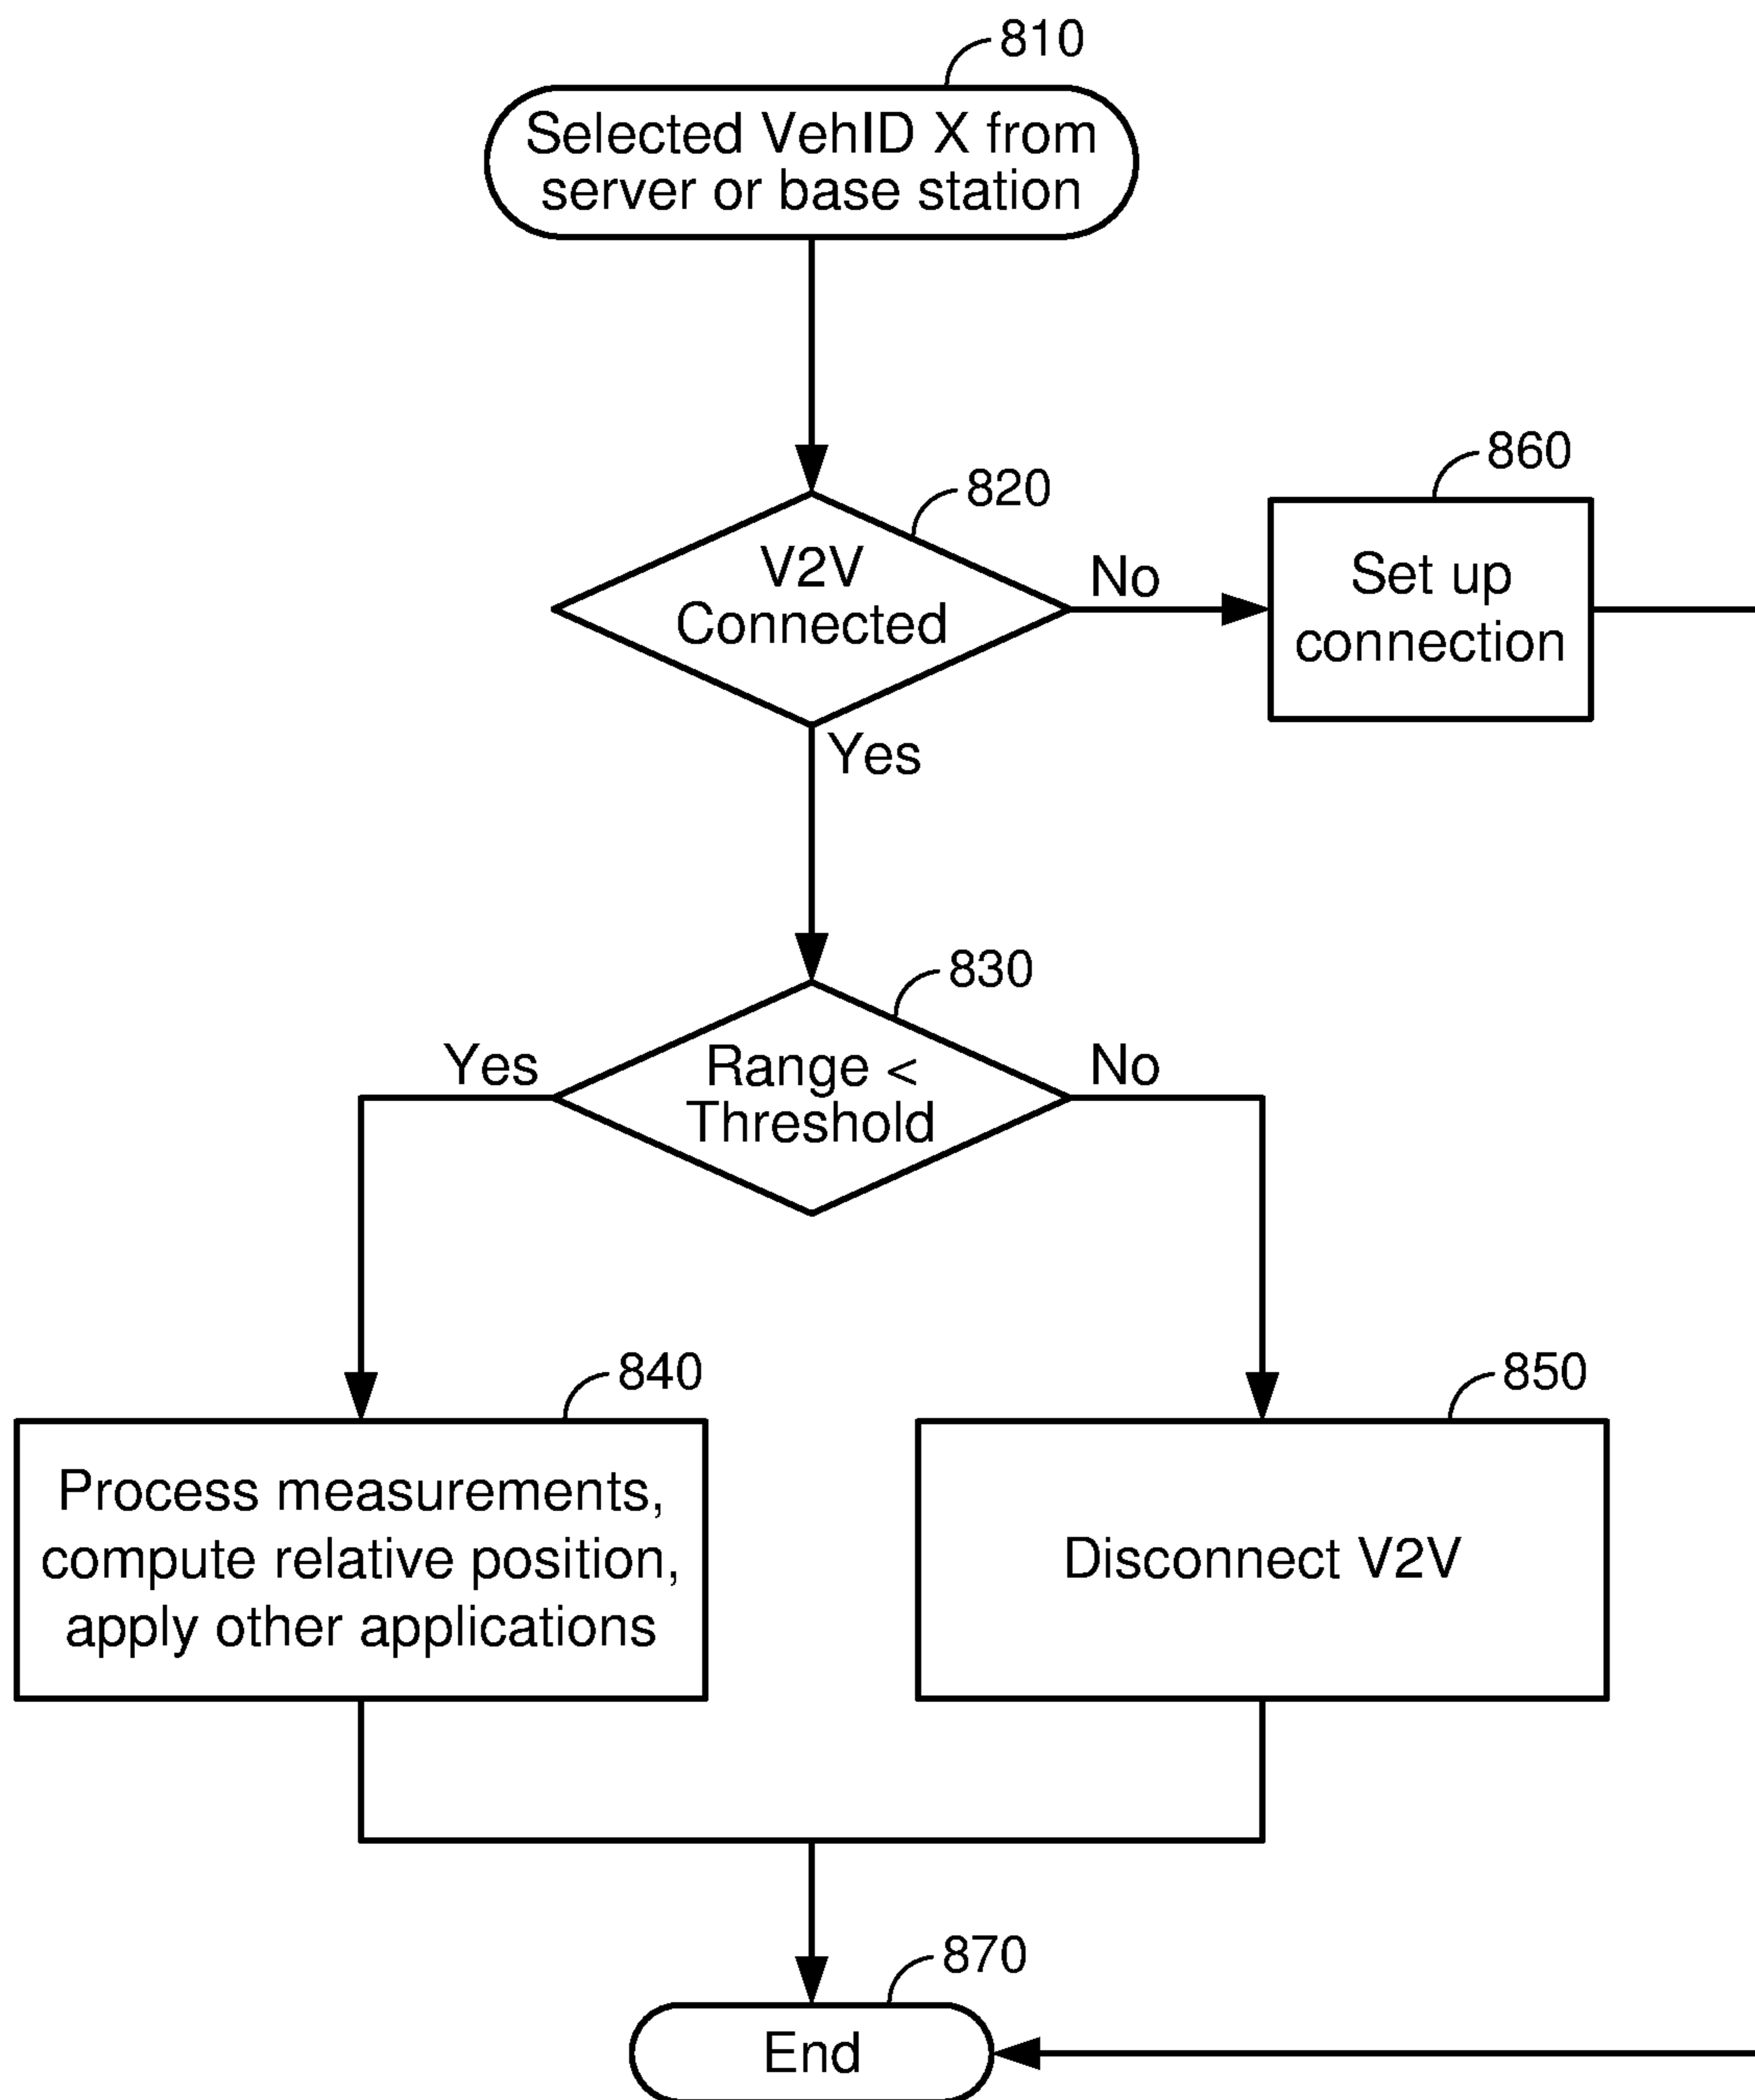 810
Selected VehID X from
server or base station
820
V2V
Connected
No
860
Set up
connection
Yes
830
Range <
Threshold
Yes
No
840
Process measurements,
compute relative position,
apply other applications
850
Disconnect V2V
870
End